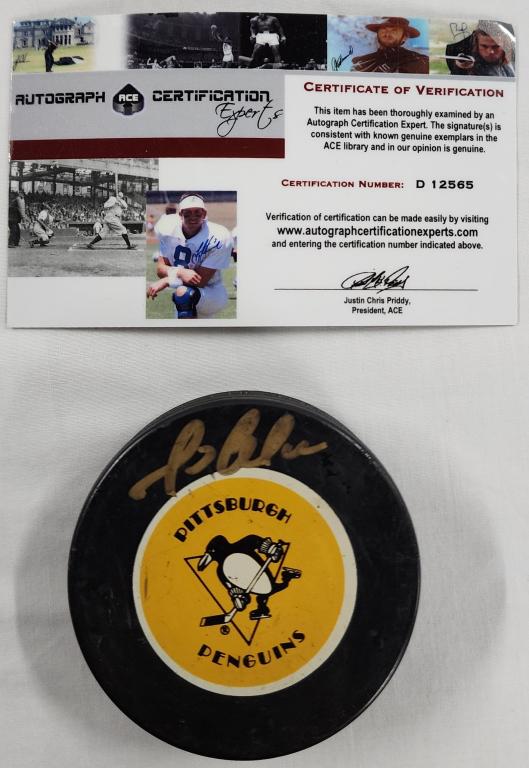 AUTOGRAPH ACE CERTIFICATION
Experts
CERTIFICATE OF VERIFICATION
This item has been thoroughly examined by an
Autograph Certification Expert. The signature(s) is
consistent with known genuine exemplars in the
ACE library and in our opinion is genuine.
CERTIFICATION NUMBER: D 12565
Verification of certification can be made easily by visiting
www.autographcertificationexperts.com
and entering the certification number indicated above.
Justin Chris Priddy,
President, ACE
PITTSBURGH
PENGUINS
®